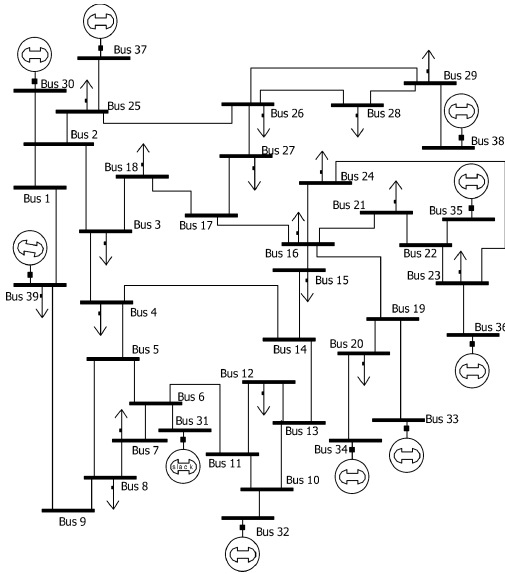 Bus 37
Bus 30
Bus 29
Bus 25
Bus 26
Bus 28
Bus 2
Bus 38
Bus 27
Bus 18
Bus 24
Bus 1
Bus 21
Bus 35
Bus 3
Bus 17
Bus 16
Bus 22
Bus 15
Bus 23
Bus 39
Bus 4
Bus 19
Bus 36
Bus 14
Bus 20
Bus 5
Bus 12
Bus 6
Bus 31
Bus 13
Bus 33
Bus 7
Bus 34
Bus 11
slack
Bus 8
Bus 10
Bus 9
Bus 32